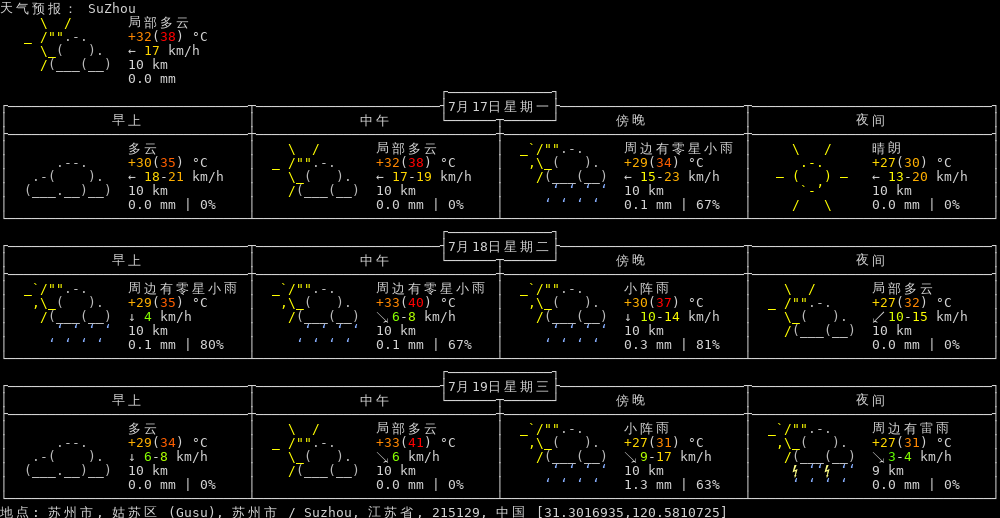 天气预报: SuZhou
局部多云
+32(38) °C
← 17 km/h
10 km
0.0 mm
7月17日星期一
早上 中午 傍晚 夜间
多云 局部多云 周边有零星小雨 晴朗
+30(35) °C +32(38) °C +29(34) °C +27(30) °C
← 18-21 km/h ← 17-19 km/h ← 15-23 km/h ← 13-20 km/h
10 km 10 km 10 km 10 km
0.0 mm | 0% 0.0 mm | 0% 0.1 mm | 67% 0.0 mm | 0%
7月18日星期二
早上 中午 傍晚 夜间
周边有零星小雨 周边有零星小雨 小阵雨 局部多云
+29(35) °C +33(40) °C +30(37) °C +27(32) °C
↓ 4 km/h ↘ 6-8 km/h ↓ 10-14 km/h ↙ 10-15 km/h
10 km 10 km 10 km 10 km
0.1 mm | 80% 0.1 mm | 67% 0.3 mm | 81% 0.0 mm | 0%
7月19日星期三
早上 中午 傍晚 夜间
多云 局部多云 小阵雨 周边有雷雨
+29(34) °C +33(41) °C +27(31) °C +27(31) °C
↓ 6-8 km/h ↘ 6 km/h ↘ 9-17 km/h ↘ 3-4 km/h
10 km 10 km 10 km 9 km
0.0 mm | 0% 0.0 mm | 0% 1.3 mm | 63% 0.0 mm | 0%
地点: 苏州市, 姑苏区 (Gusu), 苏州市 / Suzhou, 江苏省, 215129, 中国 [31.3016935,120.5810725]